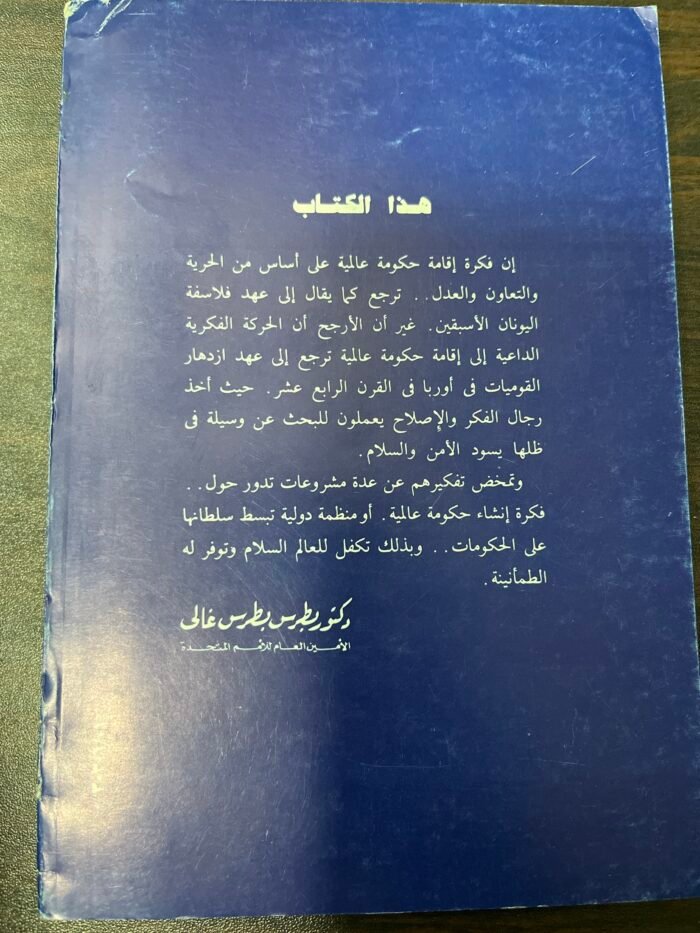 هذا الكتاب
إن فكرة إقامة حكومة عالمية على أساس من الحرية
والتعاون والعدل.. ترجع كما يقال إلى عهد فلاسفة
اليونان الأسبقين. غير أن الأرجح أن الحركة الفكرية
الداعية إلى إقامة حكومة عالمية ترجع إلى عهد ازدهار
القوميات فى أوربا فى القرن الرابع عشر. حيث أخذ
رجال الفكر والإصلاح يعملون للبحث عن وسيلة فى
ظلها يسود الأمن والسلام.
وتمخض تفكيرهم عن عدة مشروعات تدور حول..
فكرة إنشاء حكومة عالمية. أو منظمة دولية تبسط سلطانها
على الحكومات.. وبذلك تكفل للعالم السلام وتوفر له
الطمأنينة.
دكتور بطرس بطرس غالى
الأمين العام للأمم المتحدة